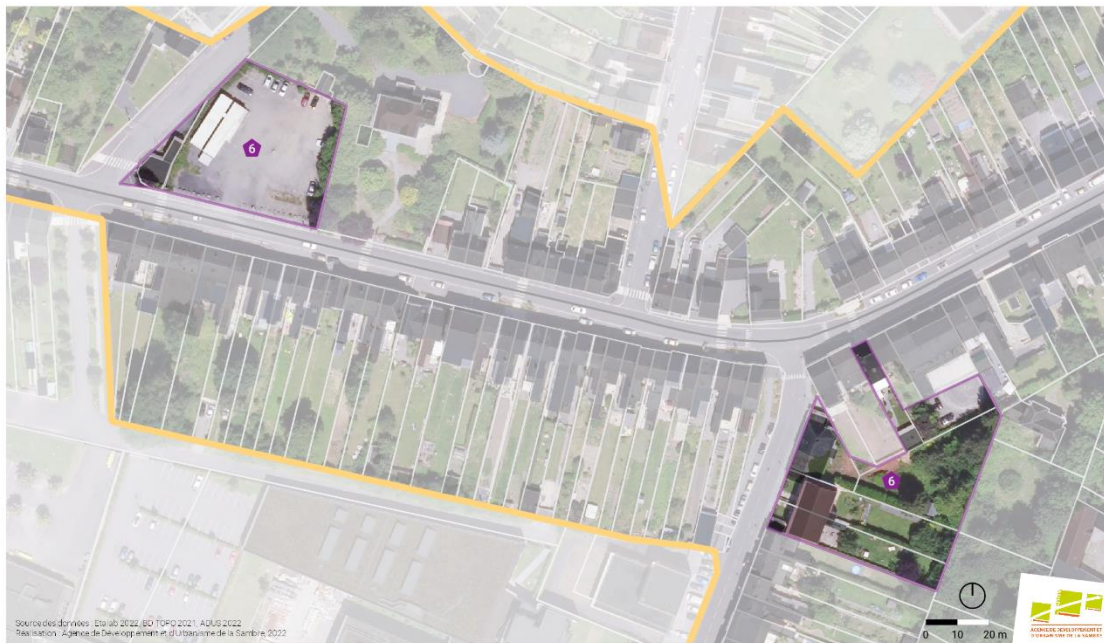 6
6
Source des données : Etalab 2022, BD TOPO 2021, ADUS 2022
Réalisation : Agence de Développement et d'Urbanisme de la Sambre, 2022
0 10 20 m
AGENCE DE DÉVELOPPEMENT ET
D'URBANISME DE LA SAMBRE